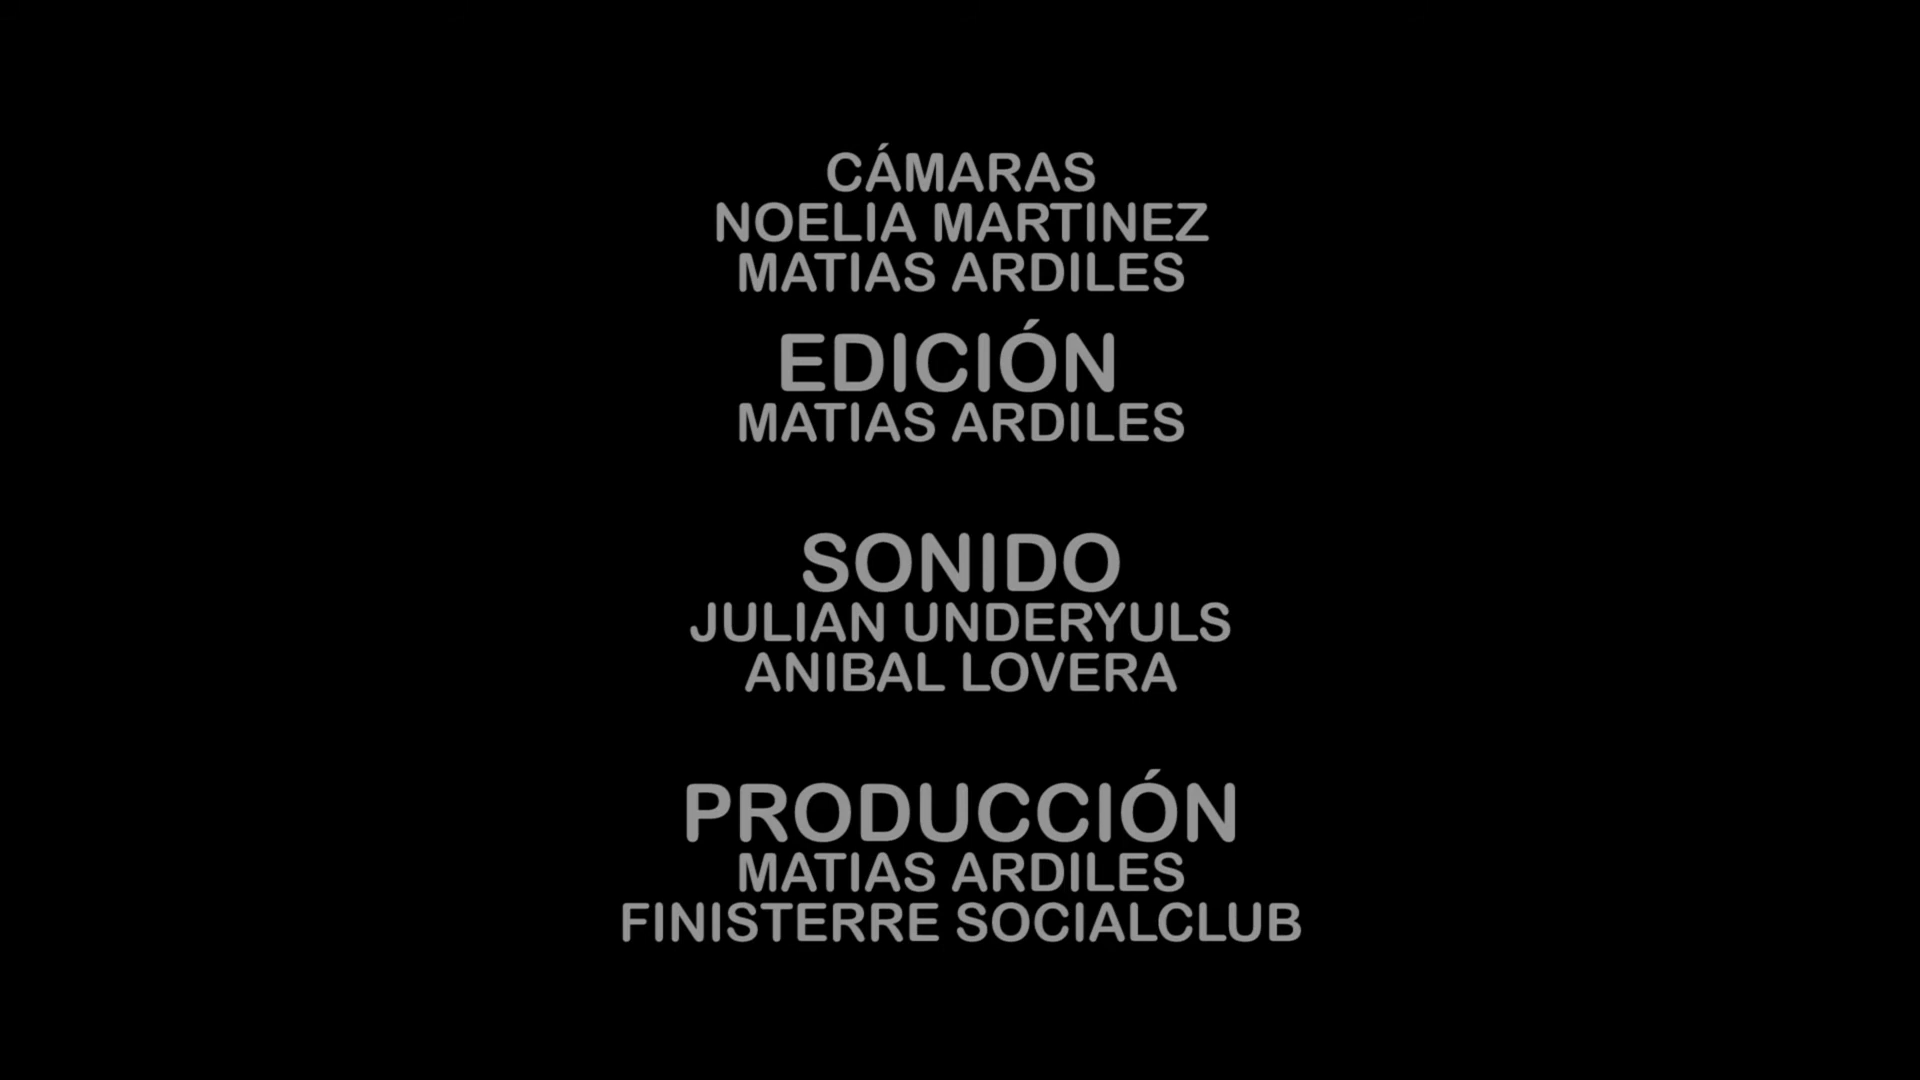 CÁMARAS
NOELIA MARTINEZ
MATIAS ARDILES
EDICIÓN
MATIAS ARDILES
SONIDO
JULIAN UNDERYULS
ANIBAL LOVERA
PRODUCCIÓN
MATIAS ARDILES
FINISTERRE SOCIALCLUB